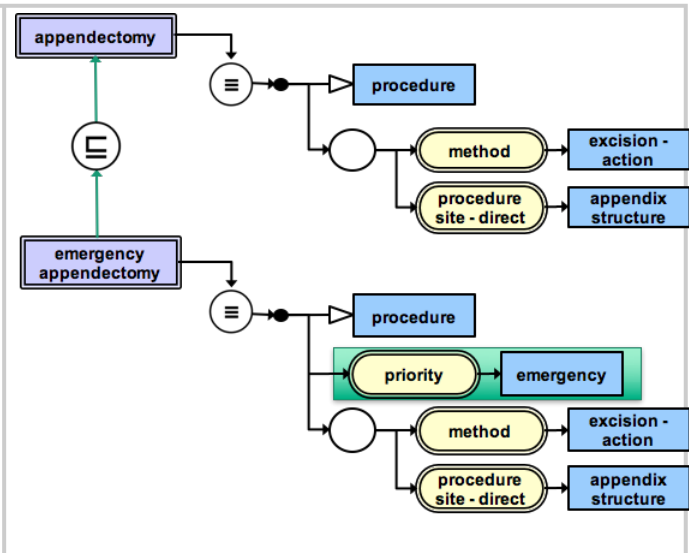 appendectomy
≡
procedure
method
excision -
action
⊑
procedure
site - direct
appendix
structure
emergency
appendectomy
≡
procedure
priority
emergency
method
excision -
action
procedure
site - direct
appendix
structure